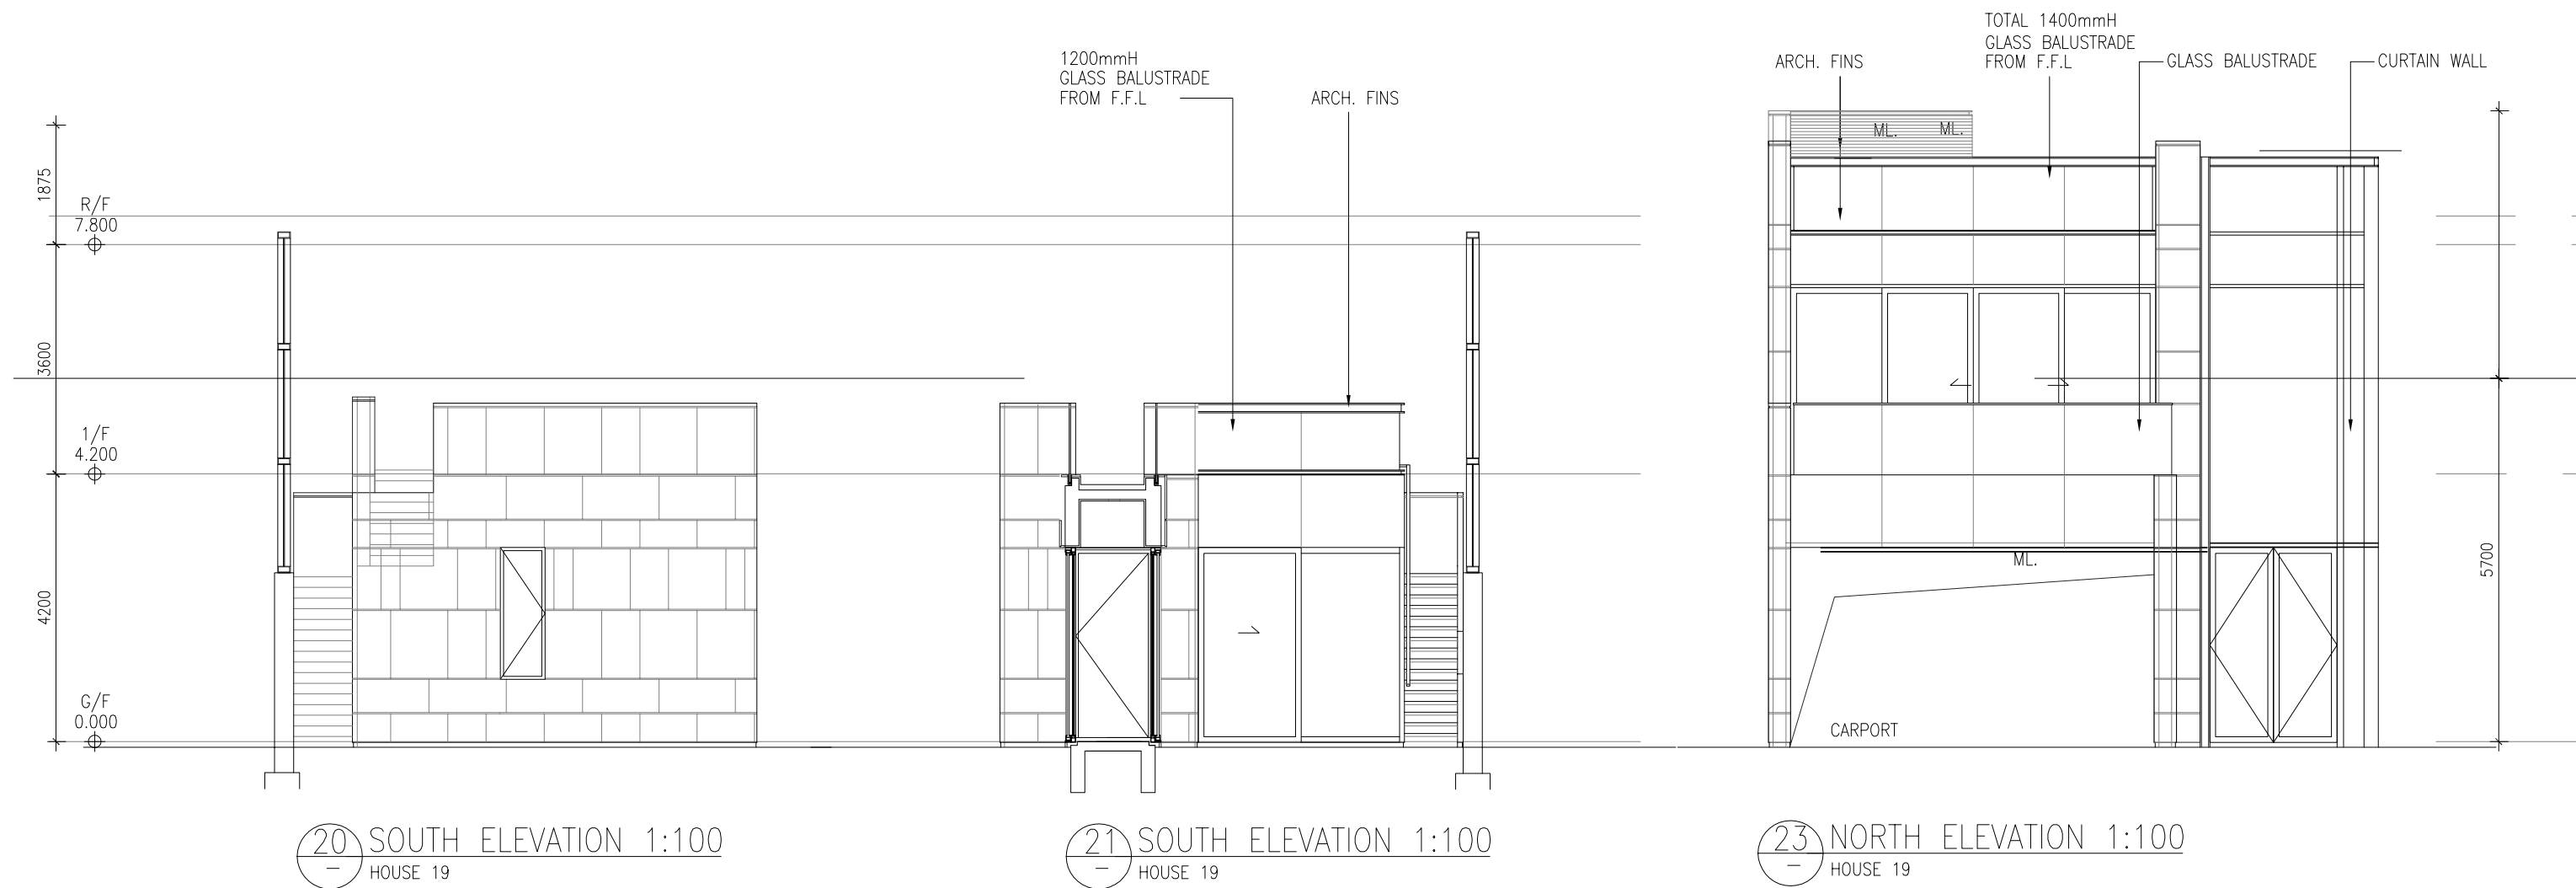 1200mmH
GLASS BALUSTRADE
FROM F.F.L
ARCH. FINS
ARCH. FINS
TOTAL 1400mmH
GLASS BALUSTRADE
FROM F.F.L
GLASS BALUSTRADE
CURTAIN WALL
ML.
ML.
1875
R/F
7.800
3600
1/F
4.200
4200
G/F
0.000
ML.
CARPORT
5700
20
–
SOUTH ELEVATION 1:100
HOUSE 19
21
–
SOUTH ELEVATION 1:100
HOUSE 19
23
–
NORTH ELEVATION 1:100
HOUSE 19